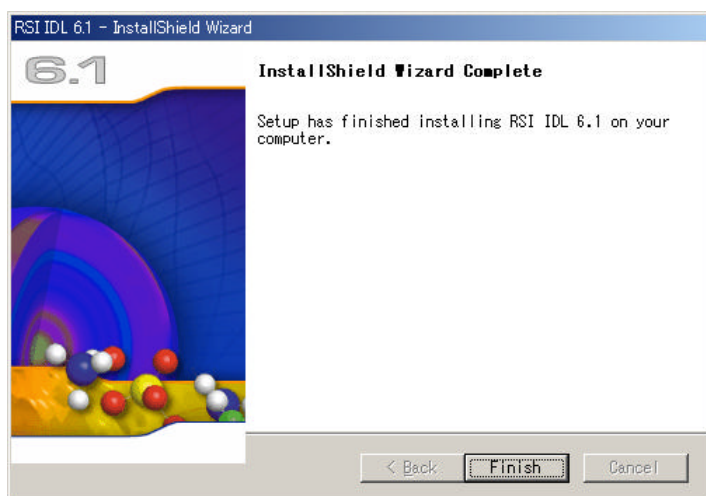 RSI IDL 6.1 - InstallShield Wizard
6.1
InstallShield Wizard Complete
Setup has finished installing RSI IDL 6.1 on your
computer.
< Back
Finish
Cancel